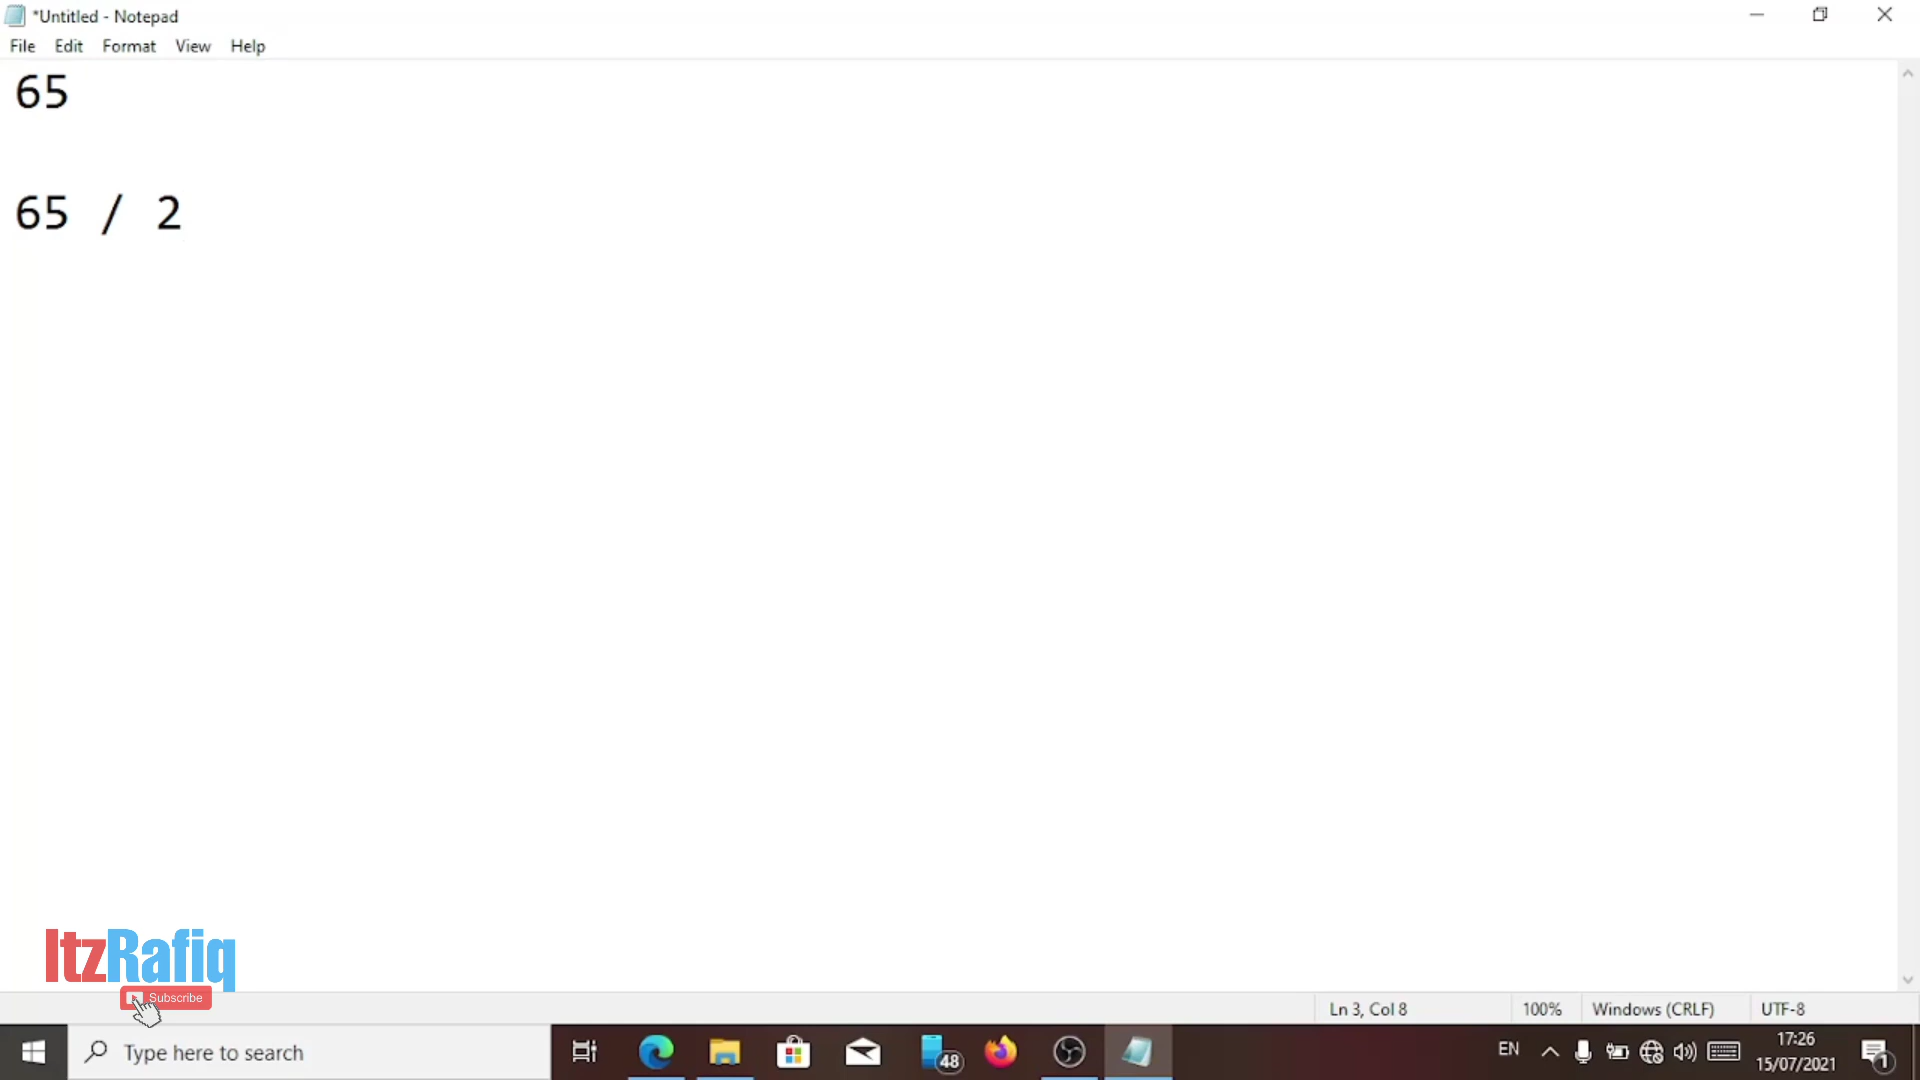 *Untitled - Notepad
File Edit Format View Help
65
65 / 2
ItzRafiq
Subscribe
Ln 3, Col 8 100% Windows (CRLF) UTF-8
Type here to search
48
EN
17:26
15/07/2021
1